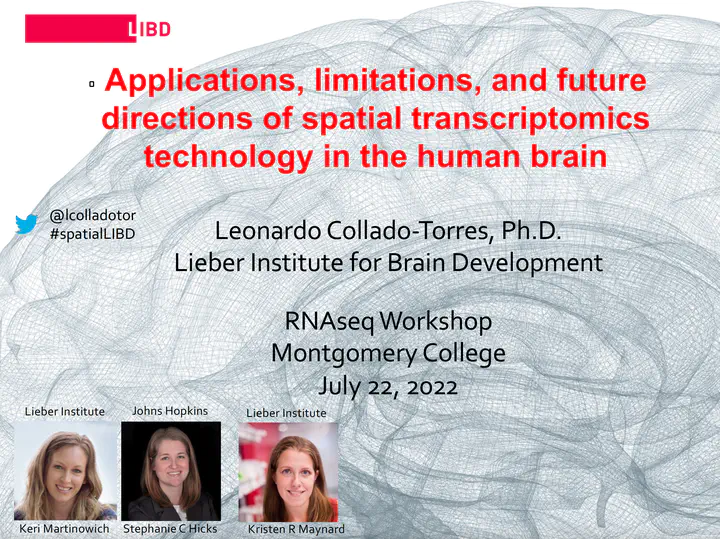 LIBD
Applications, limitations, and future
directions of spatial transcriptomics
technology in the human brain
@lcolladotor
#spatialLIBD
Leonardo Collado-Torres, Ph.D.
Lieber Institute for Brain Development
RNAseq Workshop
Montgomery College
July 22, 2022
Lieber Institute
Johns Hopkins
Lieber Institute
Keri Martinowich
Stephanie C Hicks
Kristen R Maynard